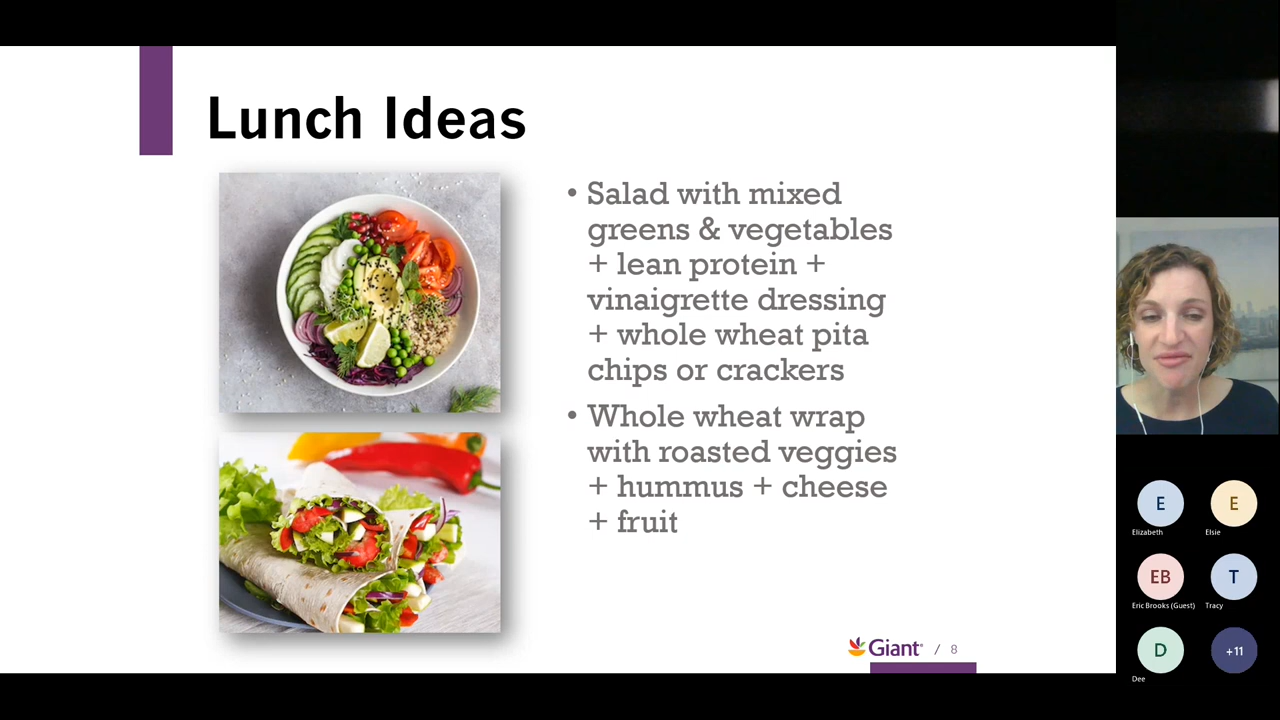 Lunch Ideas
• Salad with mixed
greens & vegetables
+ lean protein +
vinaigrette dressing
+ whole wheat pita
chips or crackers
• Whole wheat wrap
with roasted veggies
+ hummus + cheese
+ fruit
Giant / 8
E
Elizabeth
E
Elsie
EB
Eric Brooks (Guest)
T
Tracy
D
Dee
+11